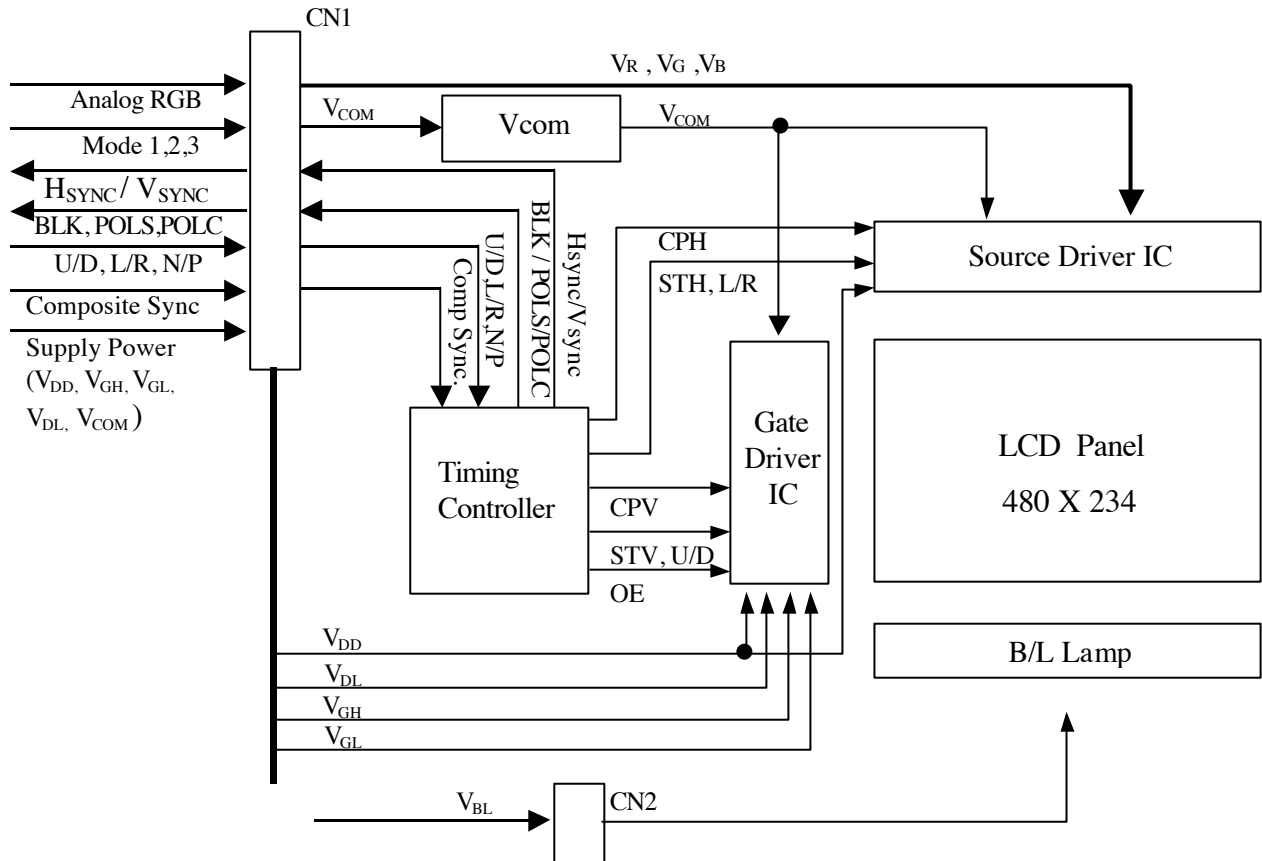 CN1
Analog RGB
Mode 1,2,3
HSYNC / VSYNC
BLK, POLS,POLC
U/D, L/R, N/P
Composite Sync
Supply Power
(VDD, VGH, VGL,
VDL, VCOM )
VR , VG ,VB
VCOM
Vcom
VCOM
Comp Sync.
U/D,L/R,N/P
BLK / POLS/POLC
Hsync/Vsync
CPH
STH, L/R
Source Driver IC
Timing
Controller
CPV
STV, U/D
OE
Gate
Driver
IC
LCD Panel
480 X 234
B/L Lamp
VDD
VDL
VGH
VGL
VBL
CN2